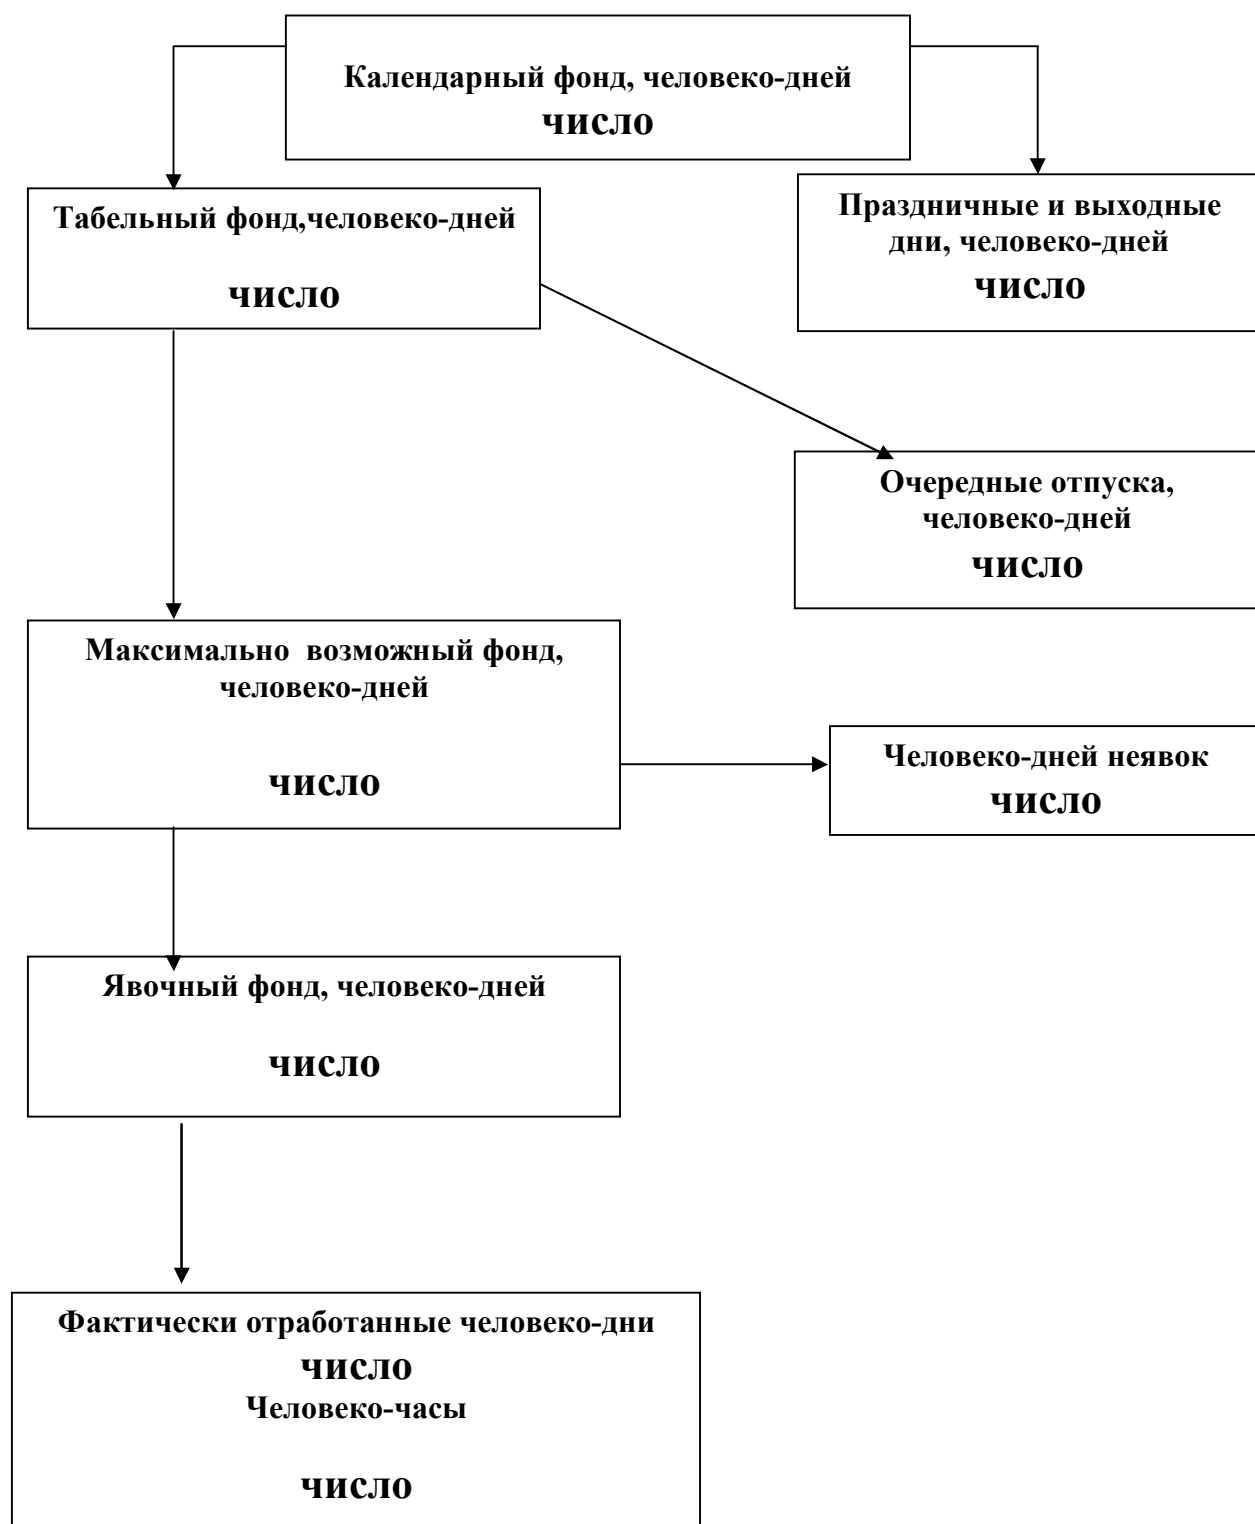 Календарный фонд, человеко-дней
число
Табельный фонд,человеко-дней
число
Праздничные и выходные
дни, человеко-дней
число
Очередные отпуска,
человеко-дней
число
Максимально возможный фонд,
человеко-дней
число
Человеко-дней неявок
число
Явочный фонд, человеко-дней
число
Фактически отработанные человеко-дни
число
Человеко-часы
число